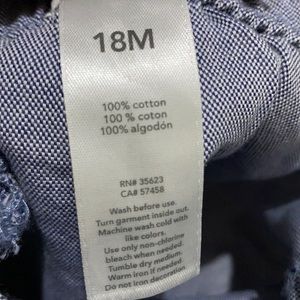 18M
100% cotton
100 % coton
100% algodón
RN# 35623
CA# 57458
Wash before use.
Turn garment inside out.
Machine wash cold with
like colors.
Use only non-chlorine
bleach when needed.
Tumble dry medium.
Warm iron if needed
Do not iron decoration.